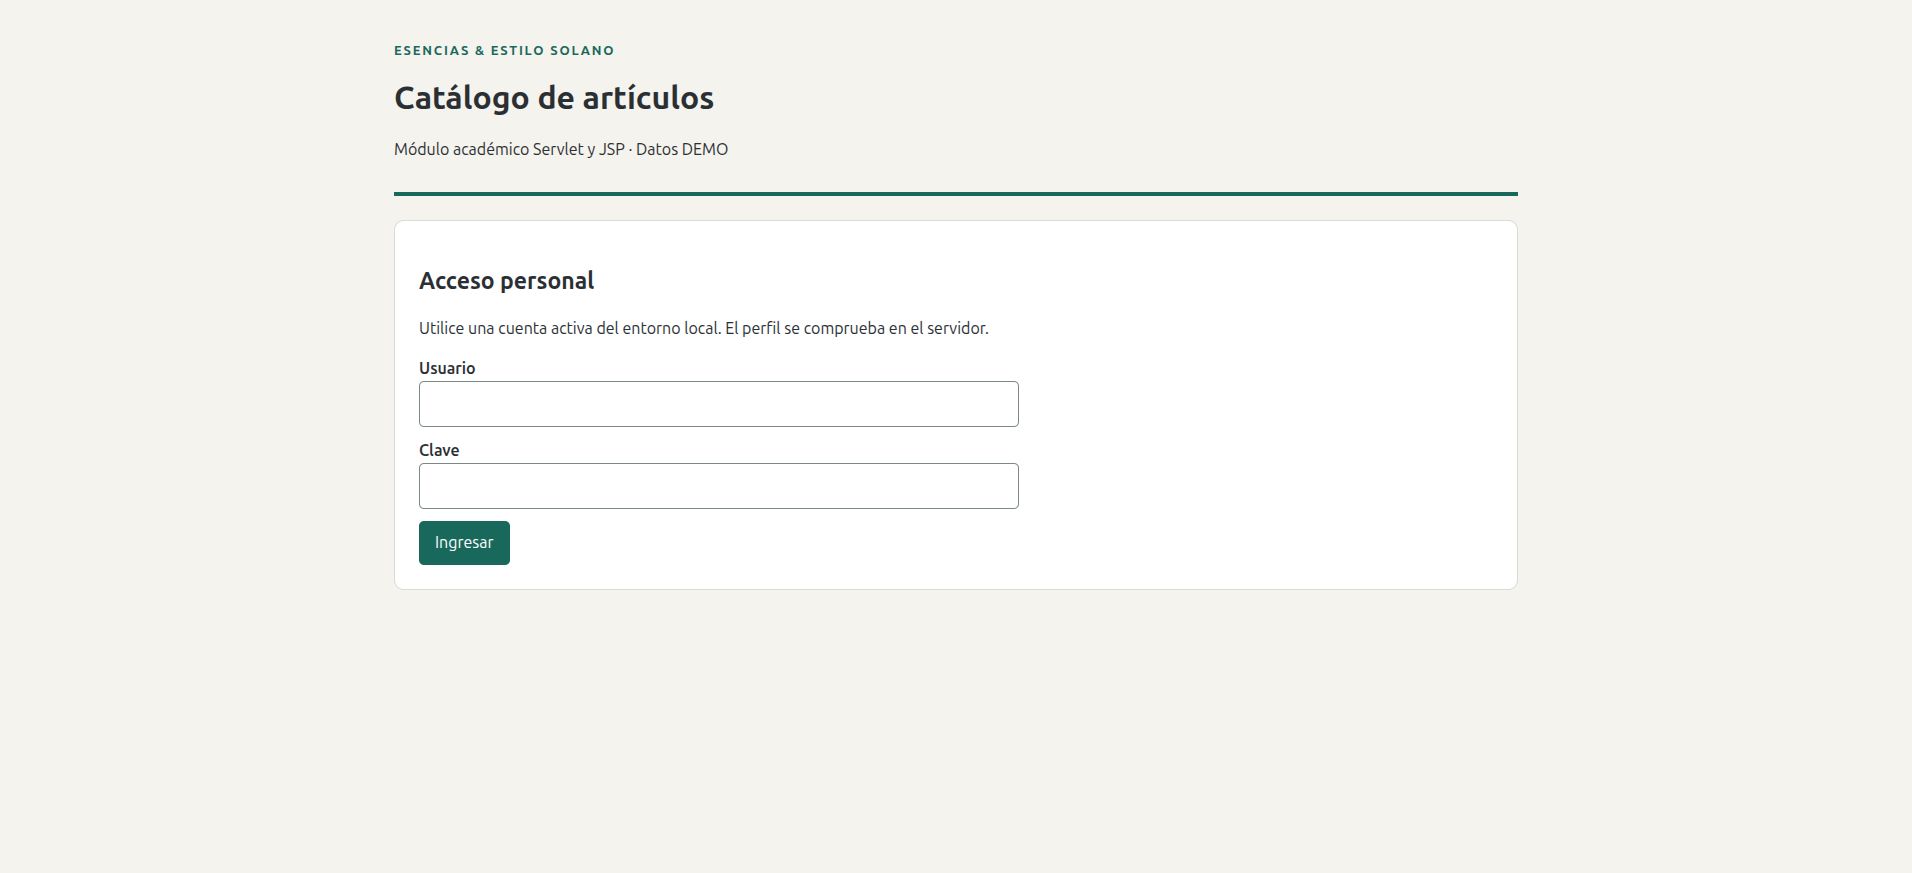 ESENCIAS & ESTILO SOLANO
Catálogo de artículos
Módulo académico Servlet y JSP · Datos DEMO
Acceso personal
Utilice una cuenta activa del entorno local. El perfil se comprueba en el servidor.
Usuario
Clave
Ingresar